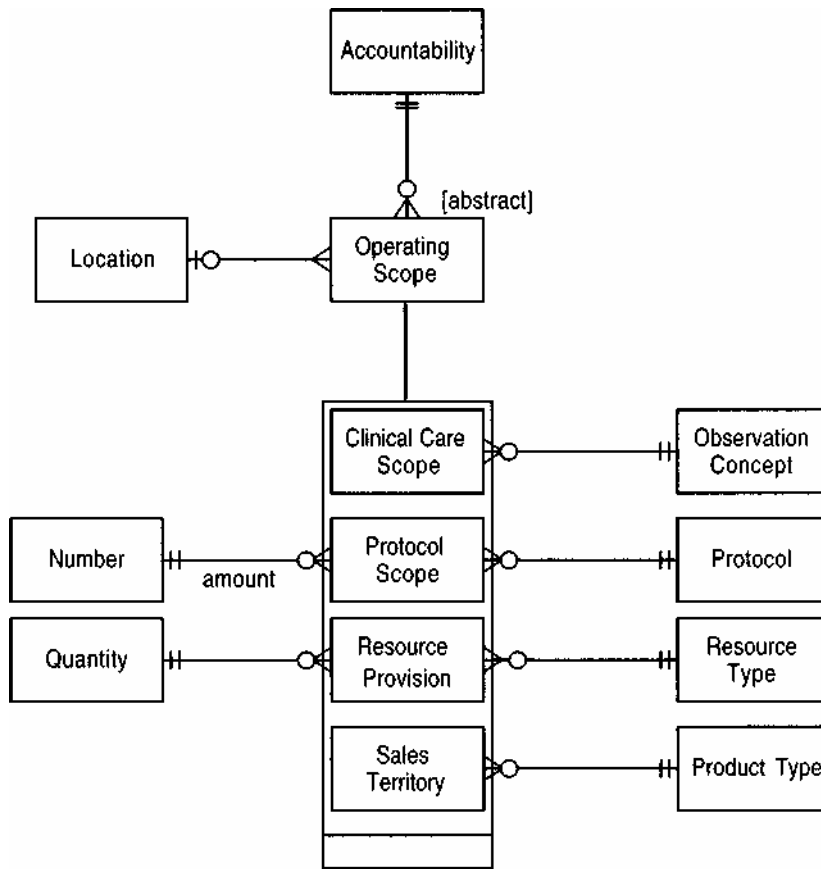 Accountability
[abstract]
Location
Operating
Scope
Clinical Care
Scope
Observation
Concept
Number
amount
Protocol
Scope
Protocol
Quantity
Resource
Provision
Resource
Type
Sales
Territory
Product Type